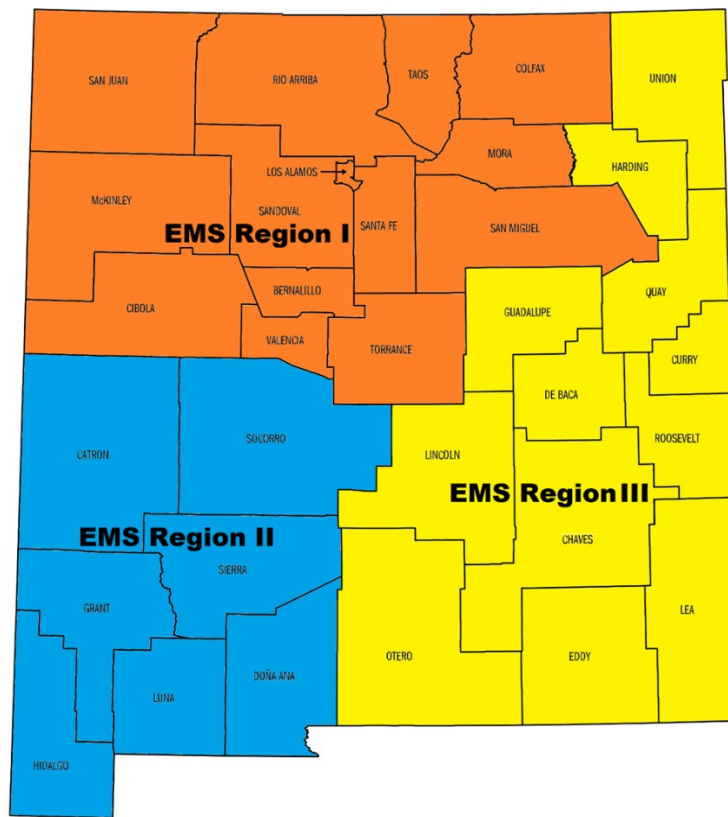 SAN JUAN
RIO ARRIBA
TAOS
COLFAX
UNION
MORA
HARDING
LOS ALAMOS
McKINLEY
SANDOVAL
SANTA FE
SAN MIGUEL
EMS Region I
BERNALILLO
QUAY
CIBOLA
GUADALUPE
VALENCIA
TORRANCE
CURRY
DE BACA
SOCORRO
ROOSEVELT
CATRON
LINCOLN
EMS Region III
EMS Region II
CHAVES
SIERRA
GRANT
LEA
OTERO
EDDY
DOÑA ANA
LUNA
HIDALGO